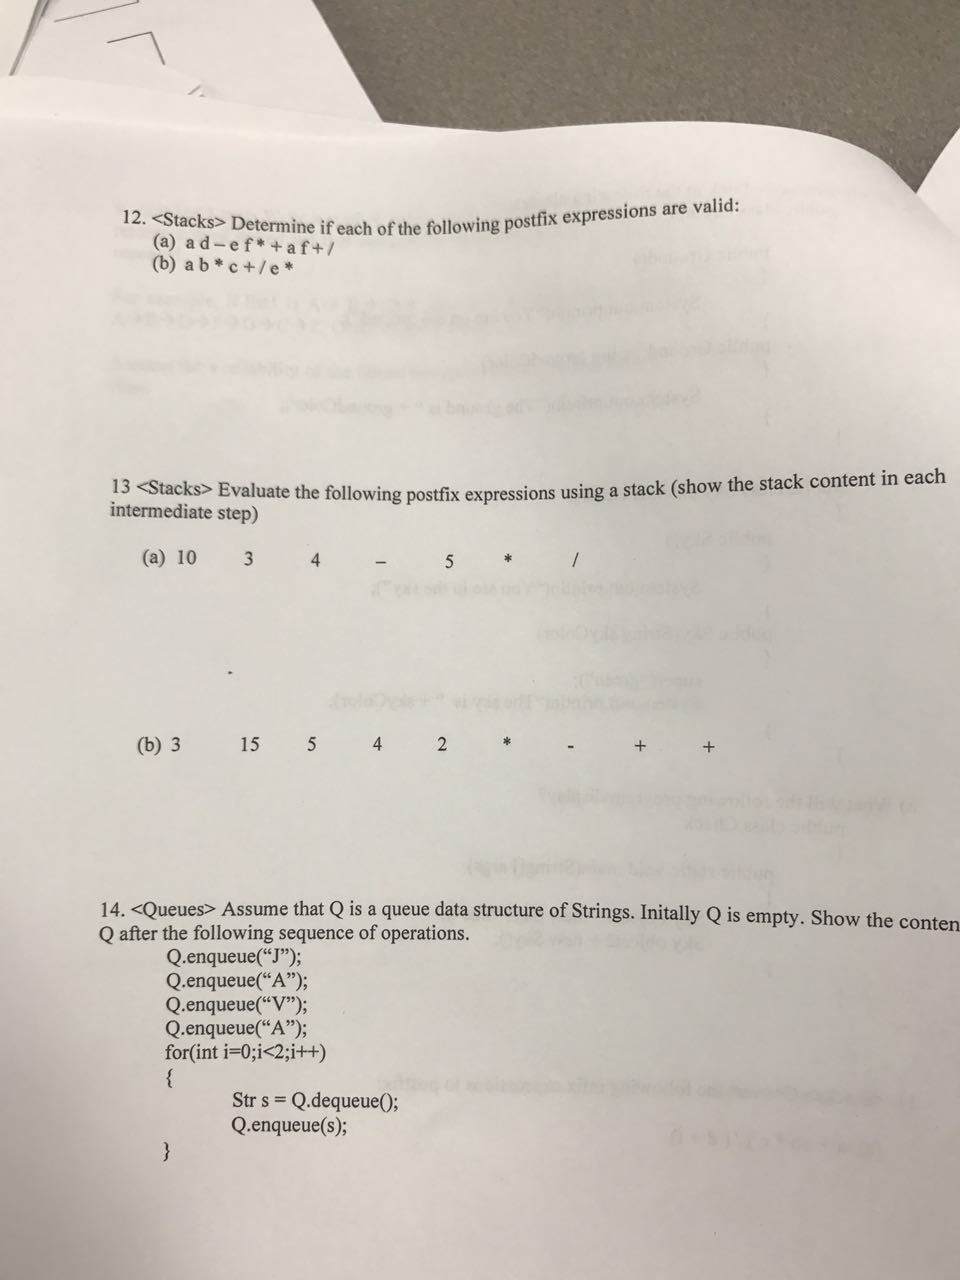 12. <Stacks> Determine if each of the following postfix expressions are valid:
(a) a d – e f * + a f + /
(b) a b * c + / e *
13 <Stacks> Evaluate the following postfix expressions using a stack (show the stack content in each
intermediate step)
(a) 10 3 4 – 5 * /
(b) 3 15 5 4 2 * - + +
14. <Queues> Assume that Q is a queue data structure of Strings. Initally Q is empty. Show the conten
Q after the following sequence of operations.
Q.enqueue(“J”);
Q.enqueue(“A”);
Q.enqueue(“V”);
Q.enqueue(“A”);
for(int i=0;i<2;i++)
{
Str s = Q.dequeue();
Q.enqueue(s);
}